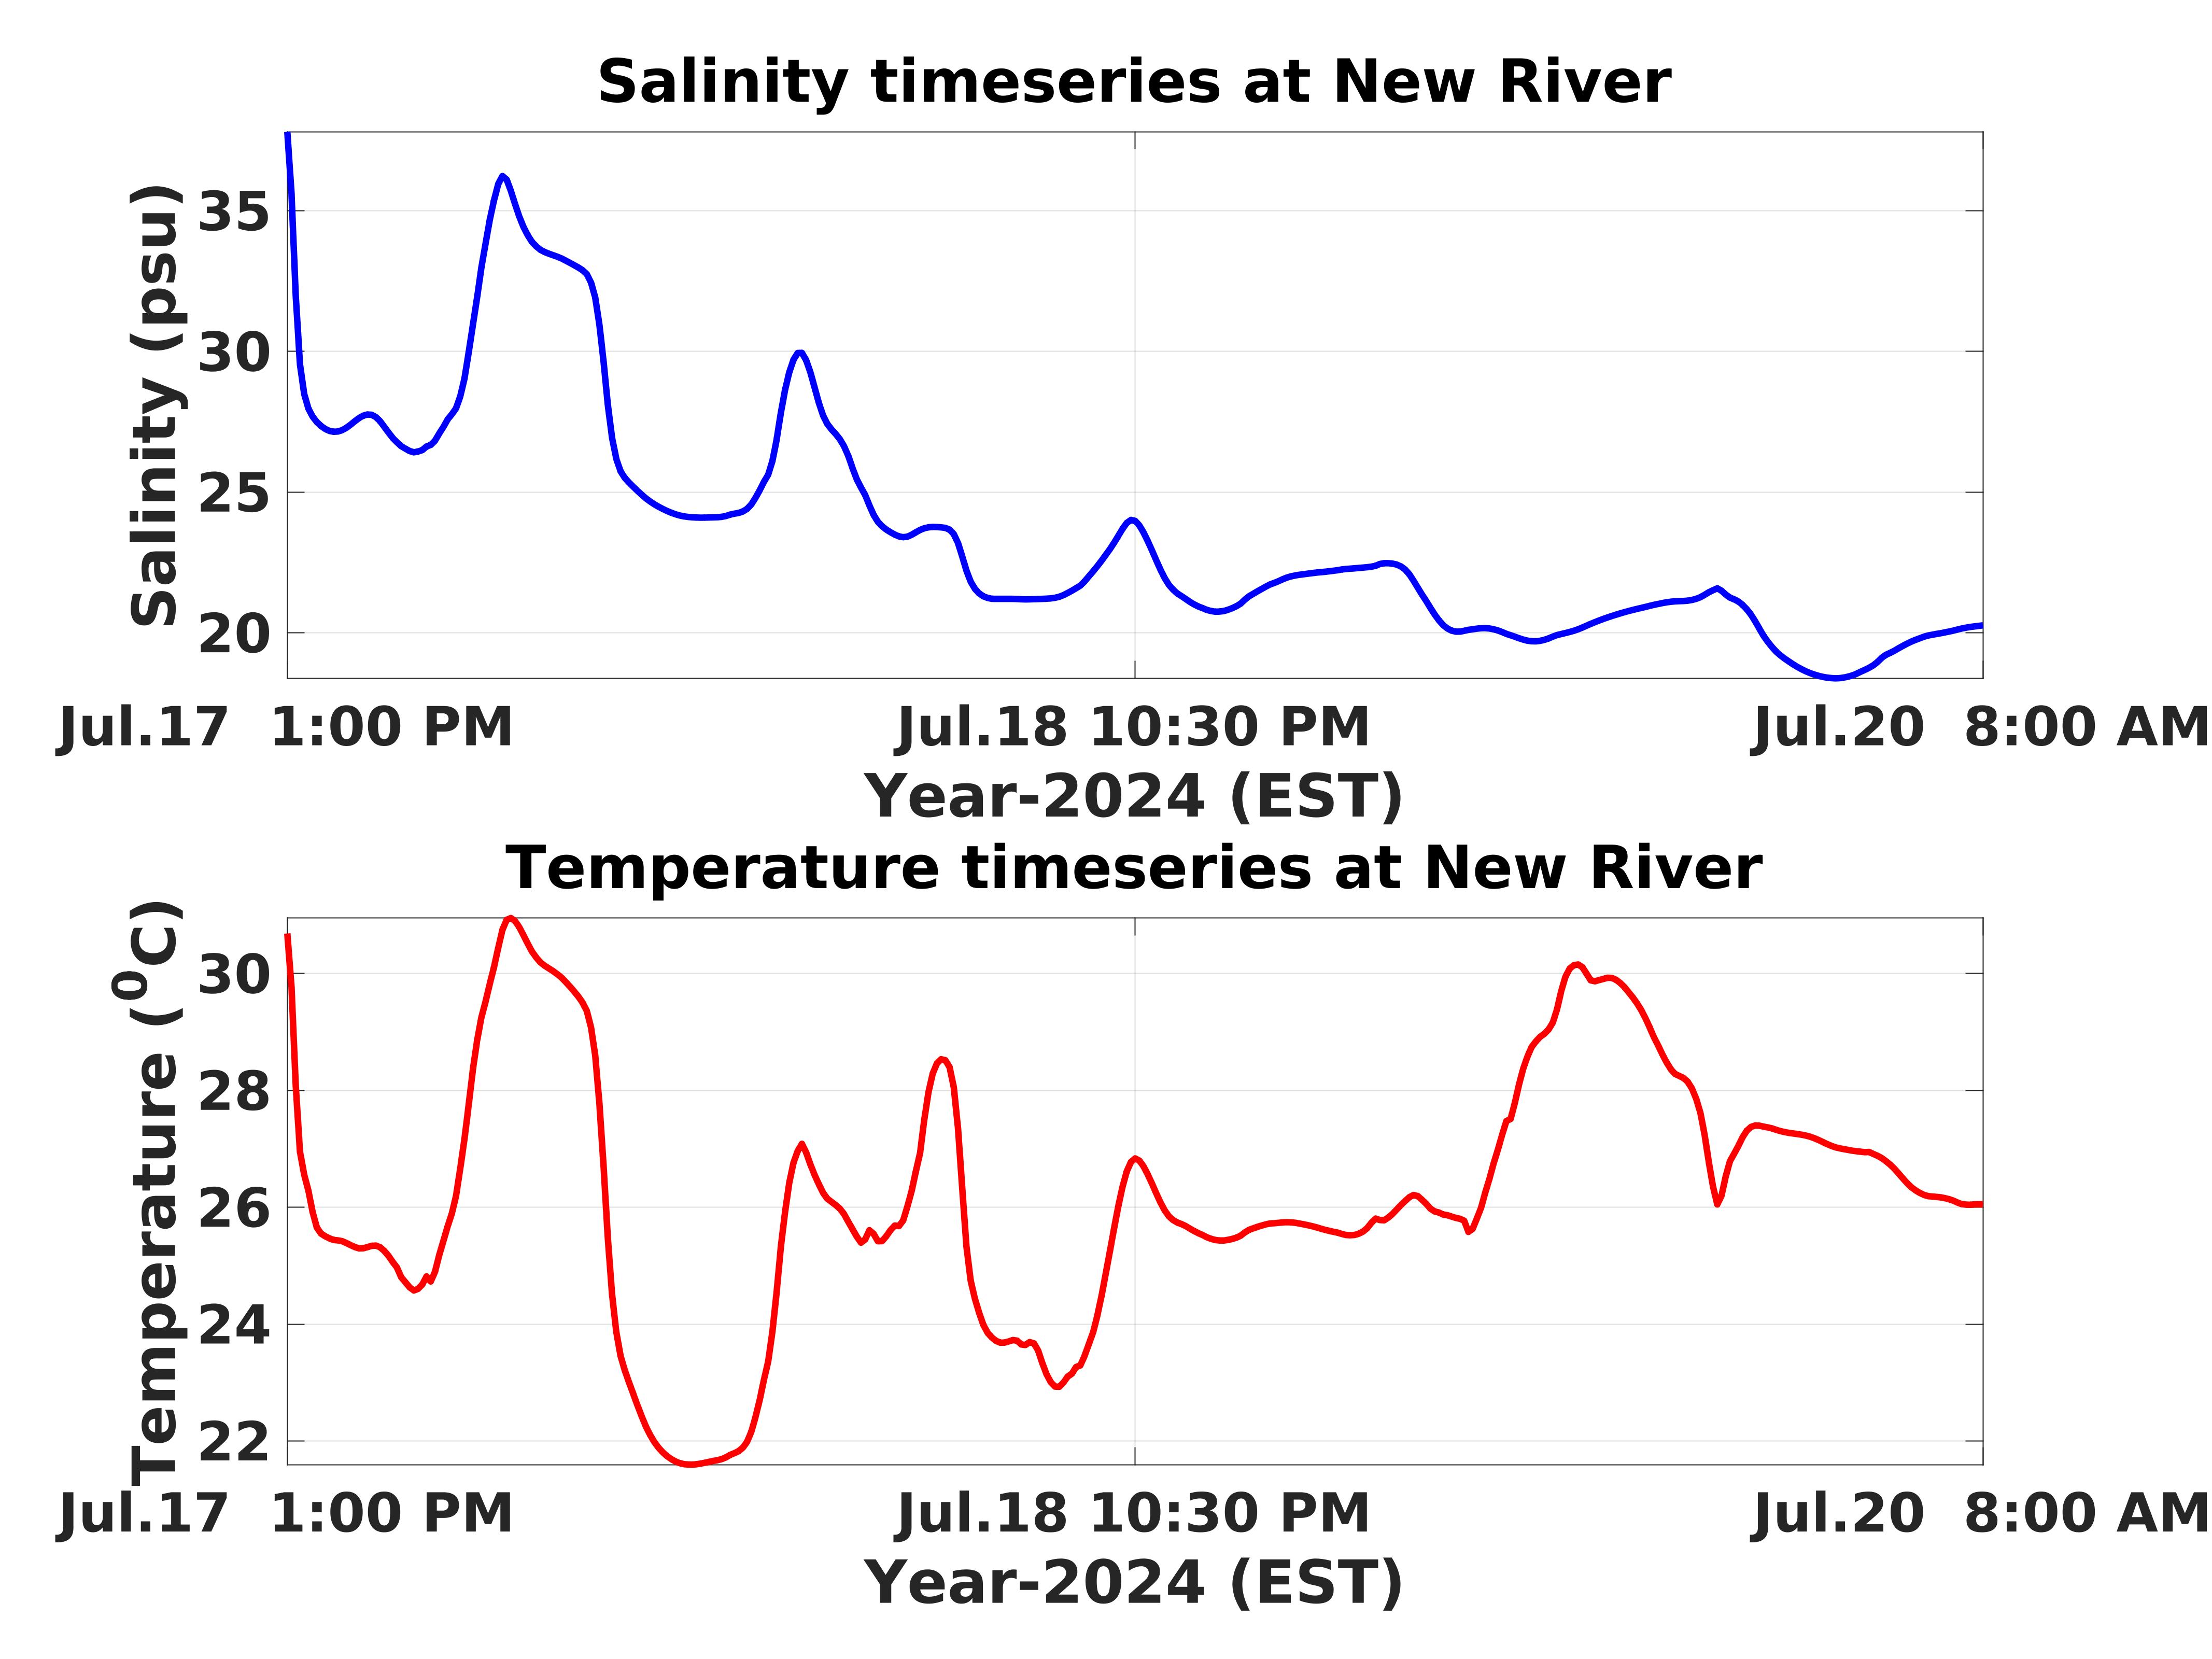 Salinity timeseries at New River
Salinity (psu)
35
30
25
20
Jul.17  1:00 PM
Jul.18 10:30 PM
Jul.20  8:00 AM
Year-2024 (EST)
Temperature timeseries at New River
Temperature (⁰C)
30
28
26
24
22
Jul.17  1:00 PM
Jul.18 10:30 PM
Jul.20  8:00 AM
Year-2024 (EST)